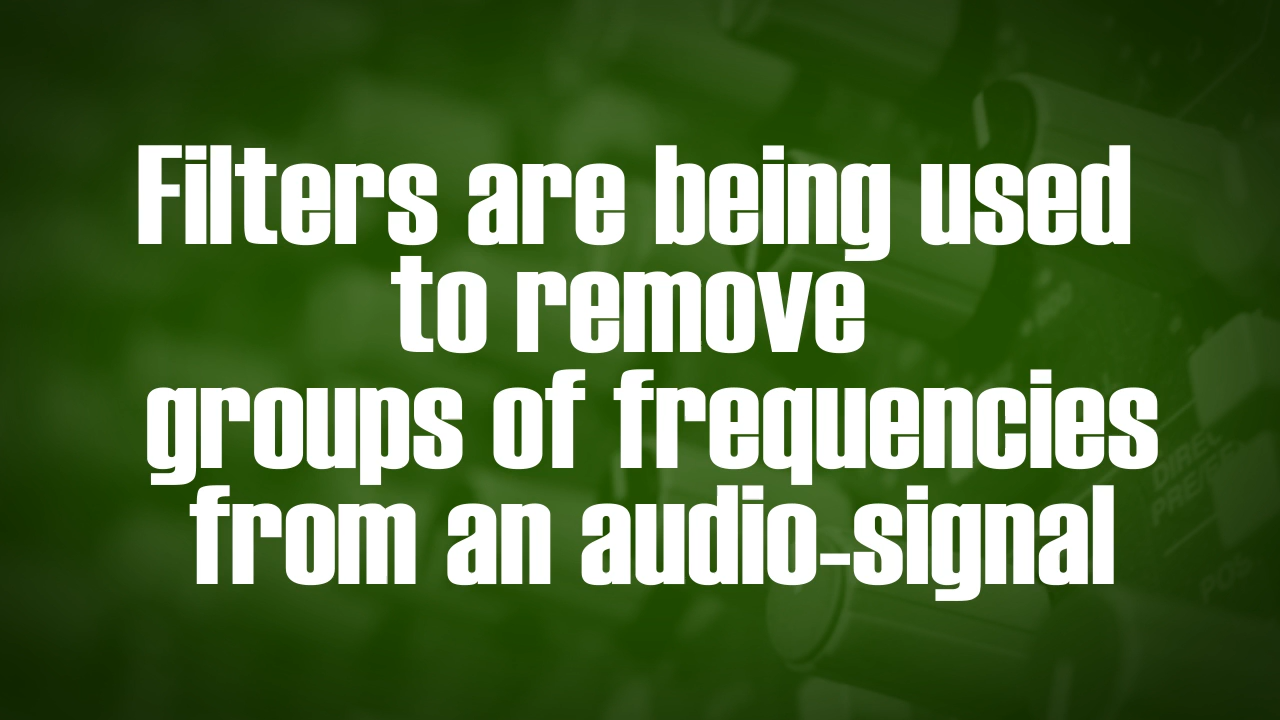 Filters are being used
to remove
groups of frequencies
from an audio-signal